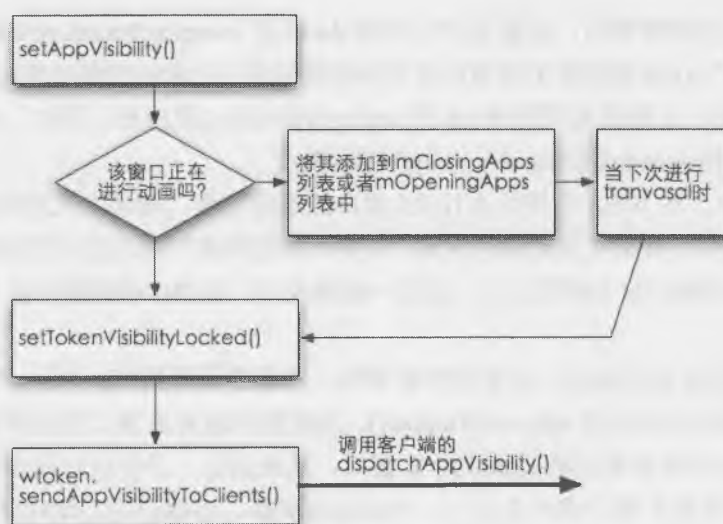 setAppVisibility()
该窗口正在
进行动画吗?
将其添加到mClosingApps
列表或者mOpeningApps
列表中
当下次进行
tranvasal时
setTokenVisibilityLocked()
wtoken.
sendAppVisibilityToClients()
调用客户端的
dispatchAppVisibility()